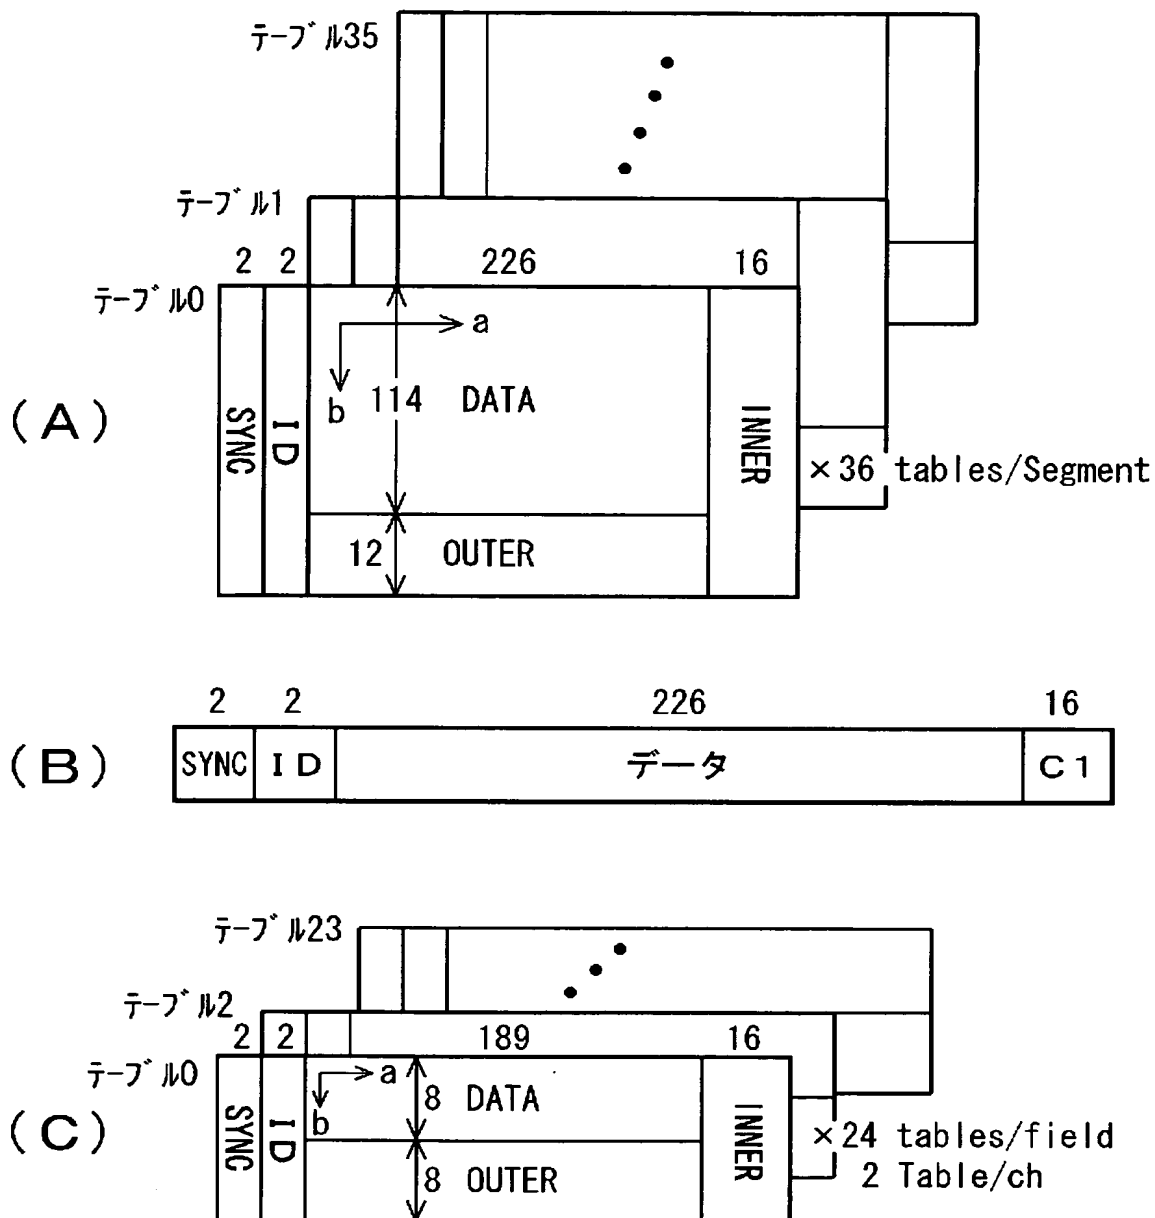 テーブル35
テーブル1
2 2 226 16
テーブル0
a
b 114 DATA
(A)
SYNC
ID
INNER
×36 tables/Segment
12 OUTER
2 2 226 16
(B) SYNC ID データ C1
テーブル23
テーブル2
2 2 189 16
テーブル0
a
b 8 DATA
(C)
SYNC
ID
INNER
×24 tables/field
8 OUTER
2 Table/ch